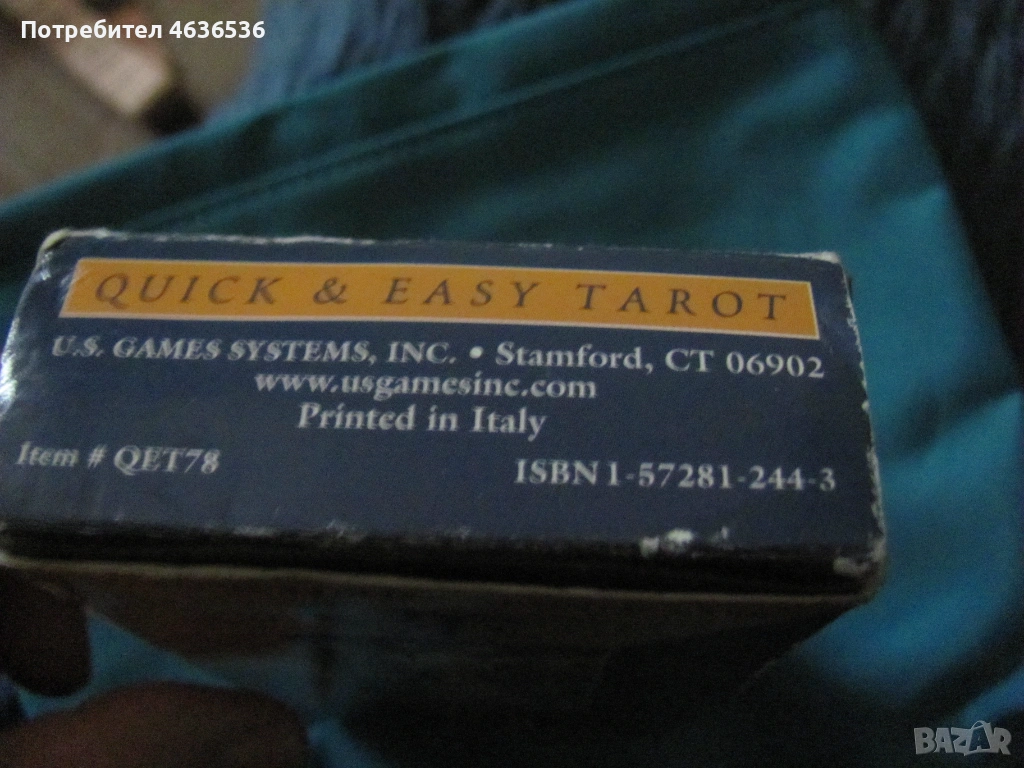 Потребител 4636536
QUICK & EASY TAROT
U.S. GAMES SYSTEMS, INC. • Stamford, CT 06902
www.usgamesinc.com
Printed in Italy
Item # QET78
ISBN 1-57281-244-3
BAZAR